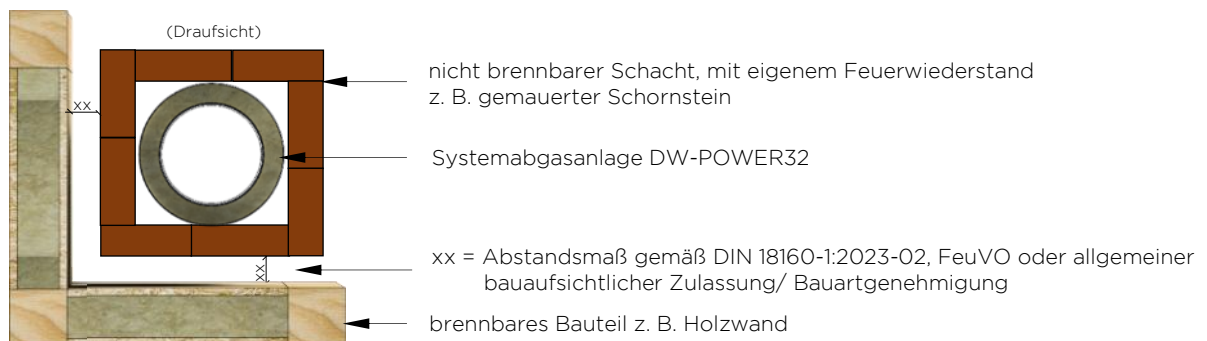 (Draufsicht)
nicht brennbarer Schacht, mit eigenem Feuerwiederstand
z. B. gemauerter Schornstein
xx
Systemabgasanlage DW-POWER32
xx = Abstandsmaß gemäß DIN 18160-1:2023-02, FeuVO oder allgemeiner
bauaufsichtlicher Zulassung/ Bauartgenehmigung
xx
brennbares Bauteil z. B. Holzwand